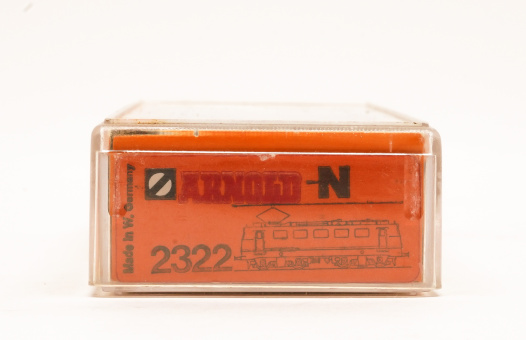 ARNOLD-N
2322
Made in W. Germany